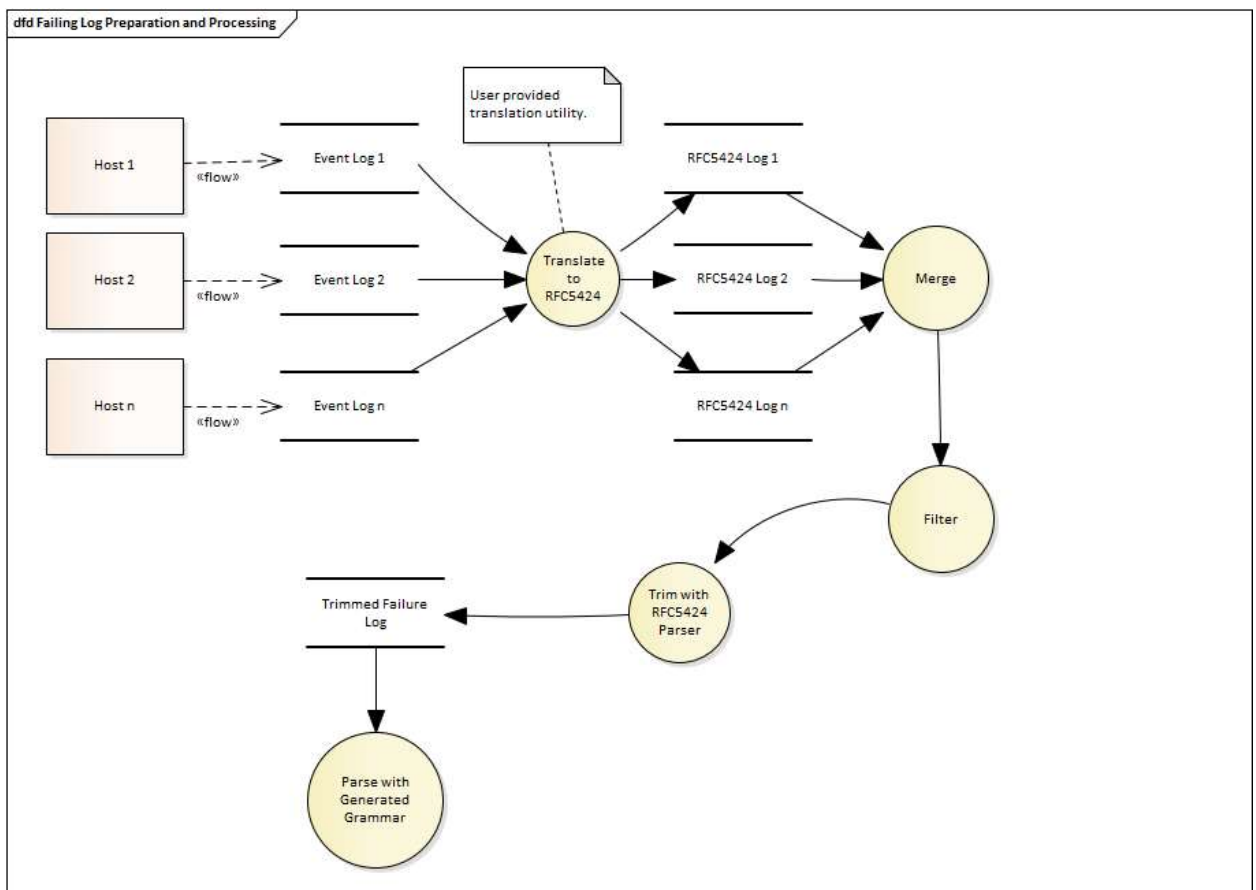 dfd Failing Log Preparation and Processing
User provided
translation utility.
Host 1
«flow»
Event Log 1
RFC5424 Log 1
Host 2
«flow»
Event Log 2
Translate
to
RFC5424
RFC5424 Log 2
Merge
Host n
«flow»
Event Log n
RFC5424 Log n
Filter
Trim with
RFC5424
Parser
Trimmed Failure
Log
Parse with
Generated
Grammar